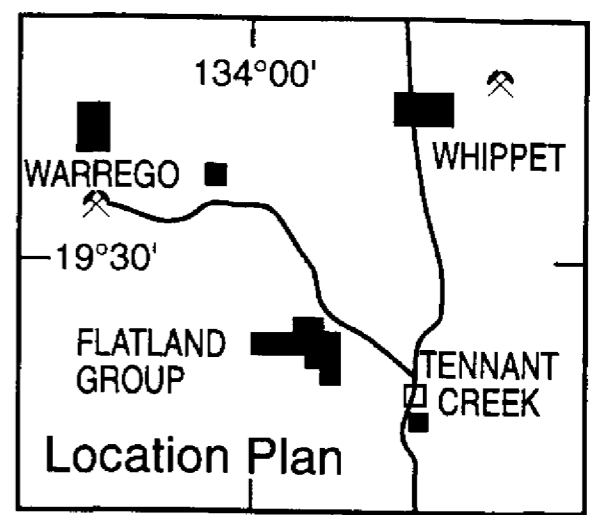 134°00'
WHIPPET
WARREGO
19°30'
FLATLAND
GROUP
TENNANT
CREEK
Location Plan